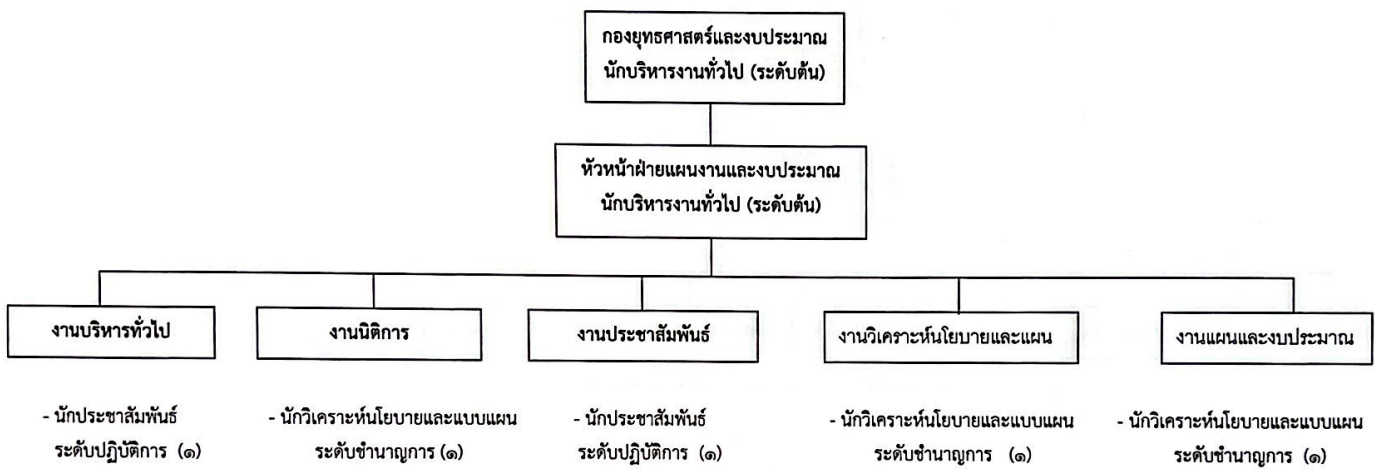 กองยุทธศาสตร์และงบประมาณ
นักบริหารงานทั่วไป (ระดับต้น)
หัวหน้าฝ่ายแผนงานและงบประมาณ
นักบริหารงานทั่วไป (ระดับต้น)
งานบริหารทั่วไป
งานนิติการ
งานประชาสัมพันธ์
งานวิเคราะห์นโยบายและแผน
งานแผนและงบประมาณ
- นักประชาสัมพันธ์
ระดับปฏิบัติการ (๑)
- นักวิเคราะห์นโยบายและแบบแผน
ระดับชำนาญการ (๑)
- นักประชาสัมพันธ์
ระดับปฏิบัติการ (๑)
- นักวิเคราะห์นโยบายและแบบแผน
ระดับชำนาญการ (๑)
- นักวิเคราะห์นโยบายและแบบแผน
ระดับชำนาญการ (๑)